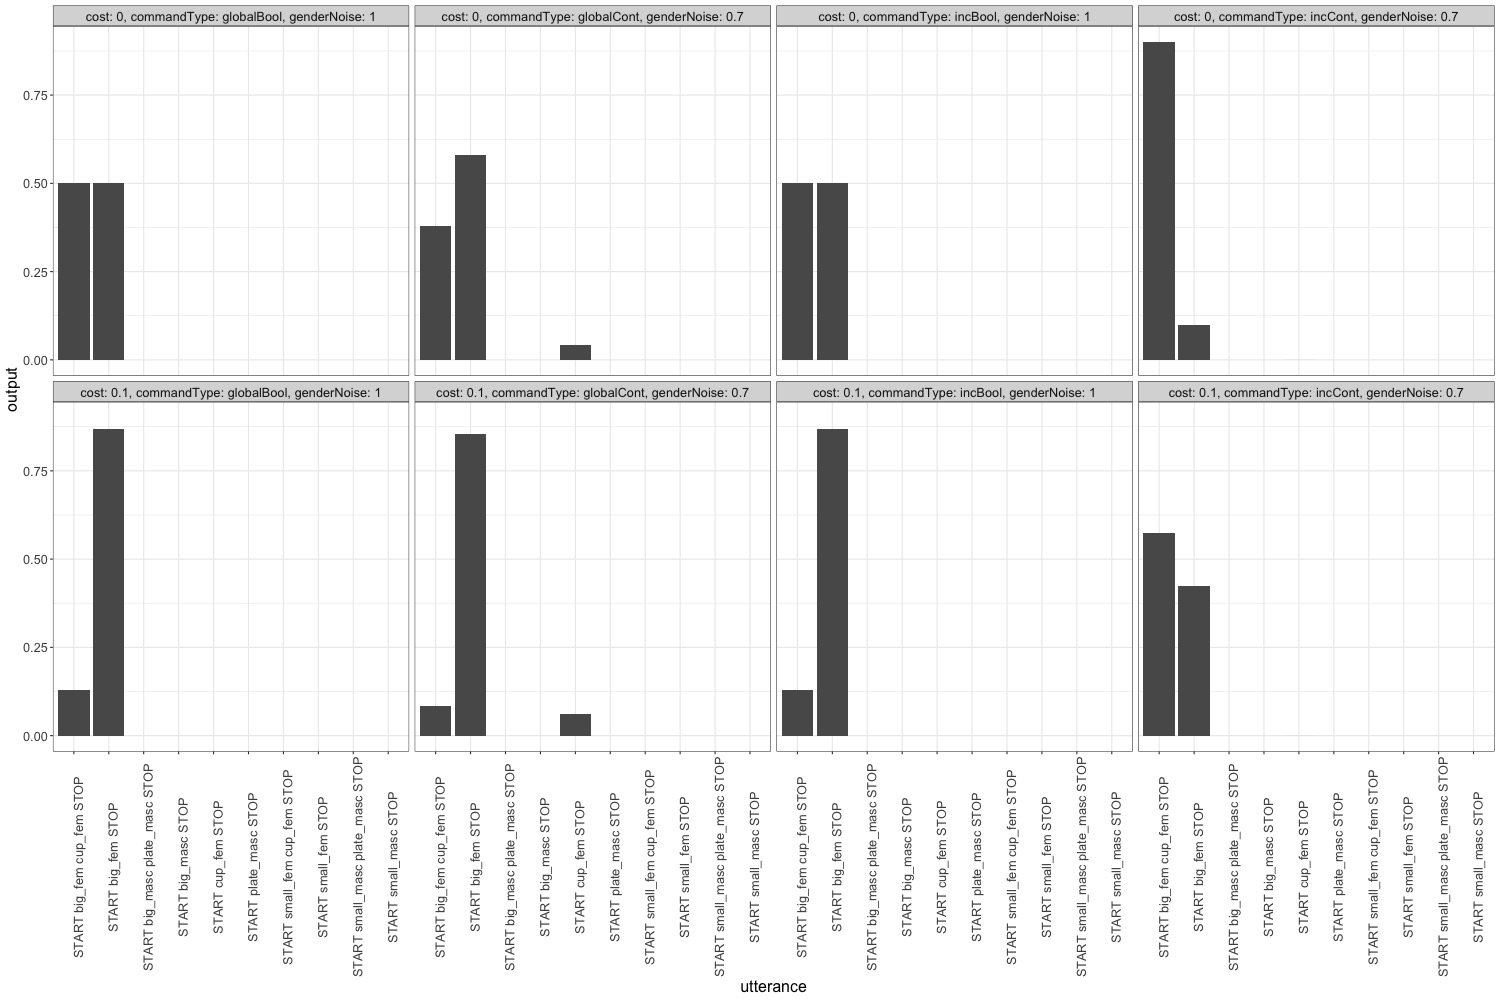 cost: 0, commandType: globalBool, genderNoise: 1
cost: 0, commandType: globalCont, genderNoise: 0.7
cost: 0, commandType: incBool, genderNoise: 1
cost: 0, commandType: incCont, genderNoise: 0.7
0.75
0.50
0.25
0.00
output
cost: 0.1, commandType: globalBool, genderNoise: 1
cost: 0.1, commandType: globalCont, genderNoise: 0.7
cost: 0.1, commandType: incBool, genderNoise: 1
cost: 0.1, commandType: incCont, genderNoise: 0.7
0.75
0.50
0.25
0.00
START big_fem cup_fem STOP
START big_fem STOP
START big_masc plate_masc STOP
START big_masc STOP
START cup_fem STOP
START plate_masc STOP
START small_fem cup_fem STOP
START small_fem STOP
START small_masc plate_masc STOP
START small_masc STOP
START big_fem cup_fem STOP
START big_fem STOP
START big_masc plate_masc STOP
START big_masc STOP
START cup_fem STOP
START plate_masc STOP
START small_fem cup_fem STOP
START small_fem STOP
START small_masc plate_masc STOP
START small_masc STOP
START big_fem cup_fem STOP
START big_fem STOP
START big_masc plate_masc STOP
START big_masc STOP
START cup_fem STOP
START plate_masc STOP
START small_fem cup_fem STOP
START small_fem STOP
START small_masc plate_masc STOP
START small_masc STOP
START big_fem cup_fem STOP
START big_fem STOP
START big_masc plate_masc STOP
START big_masc STOP
START cup_fem STOP
START plate_masc STOP
START small_fem cup_fem STOP
START small_fem STOP
START small_masc plate_masc STOP
START small_masc STOP
utterance